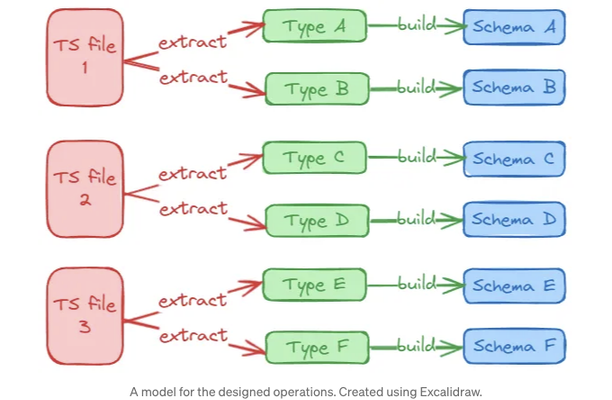 TS file
1
extract
extract
Type A
build
Schema A
Type B
build
Schema B
TS file
2
extract
extract
Type C
build
Schema C
Type D
build
Schema D
TS file
3
extract
extract
Type E
build
Schema E
Type F
build
Schema F
A model for the designed operations. Created using Excalidraw.